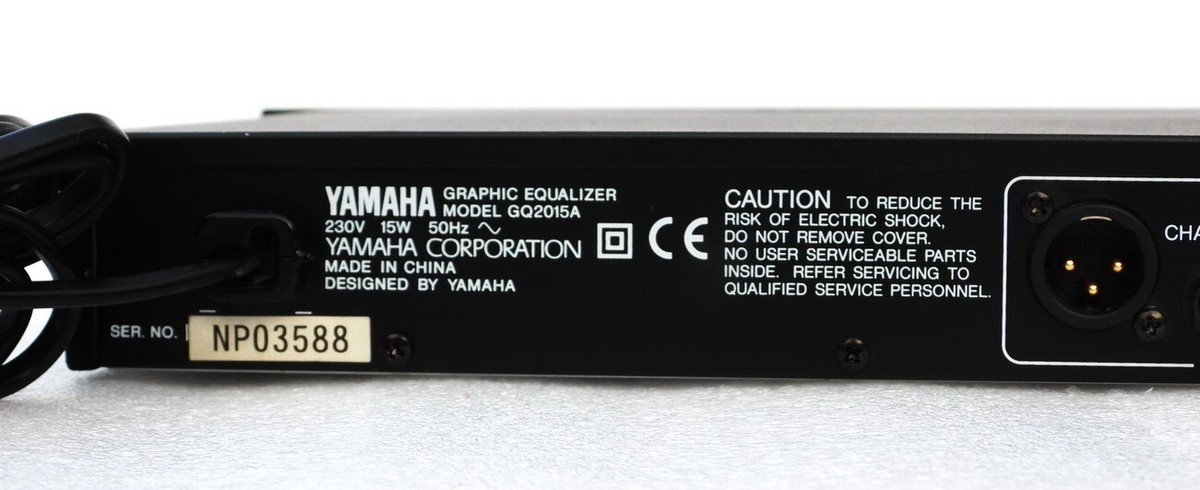 YAMAHA GRAPHIC EQUALIZER
MODEL GQ2015A
230V 15W 50Hz ~
YAMAHA CORPORATION CE
MADE IN CHINA
DESIGNED BY YAMAHA
SER. NO. NP03588
CAUTION TO REDUCE THE
RISK OF ELECTRIC SHOCK,
DO NOT REMOVE COVER.
NO USER SERVICEABLE PARTS
INSIDE. REFER SERVICING TO
QUALIFIED SERVICE PERSONNEL.
CHA